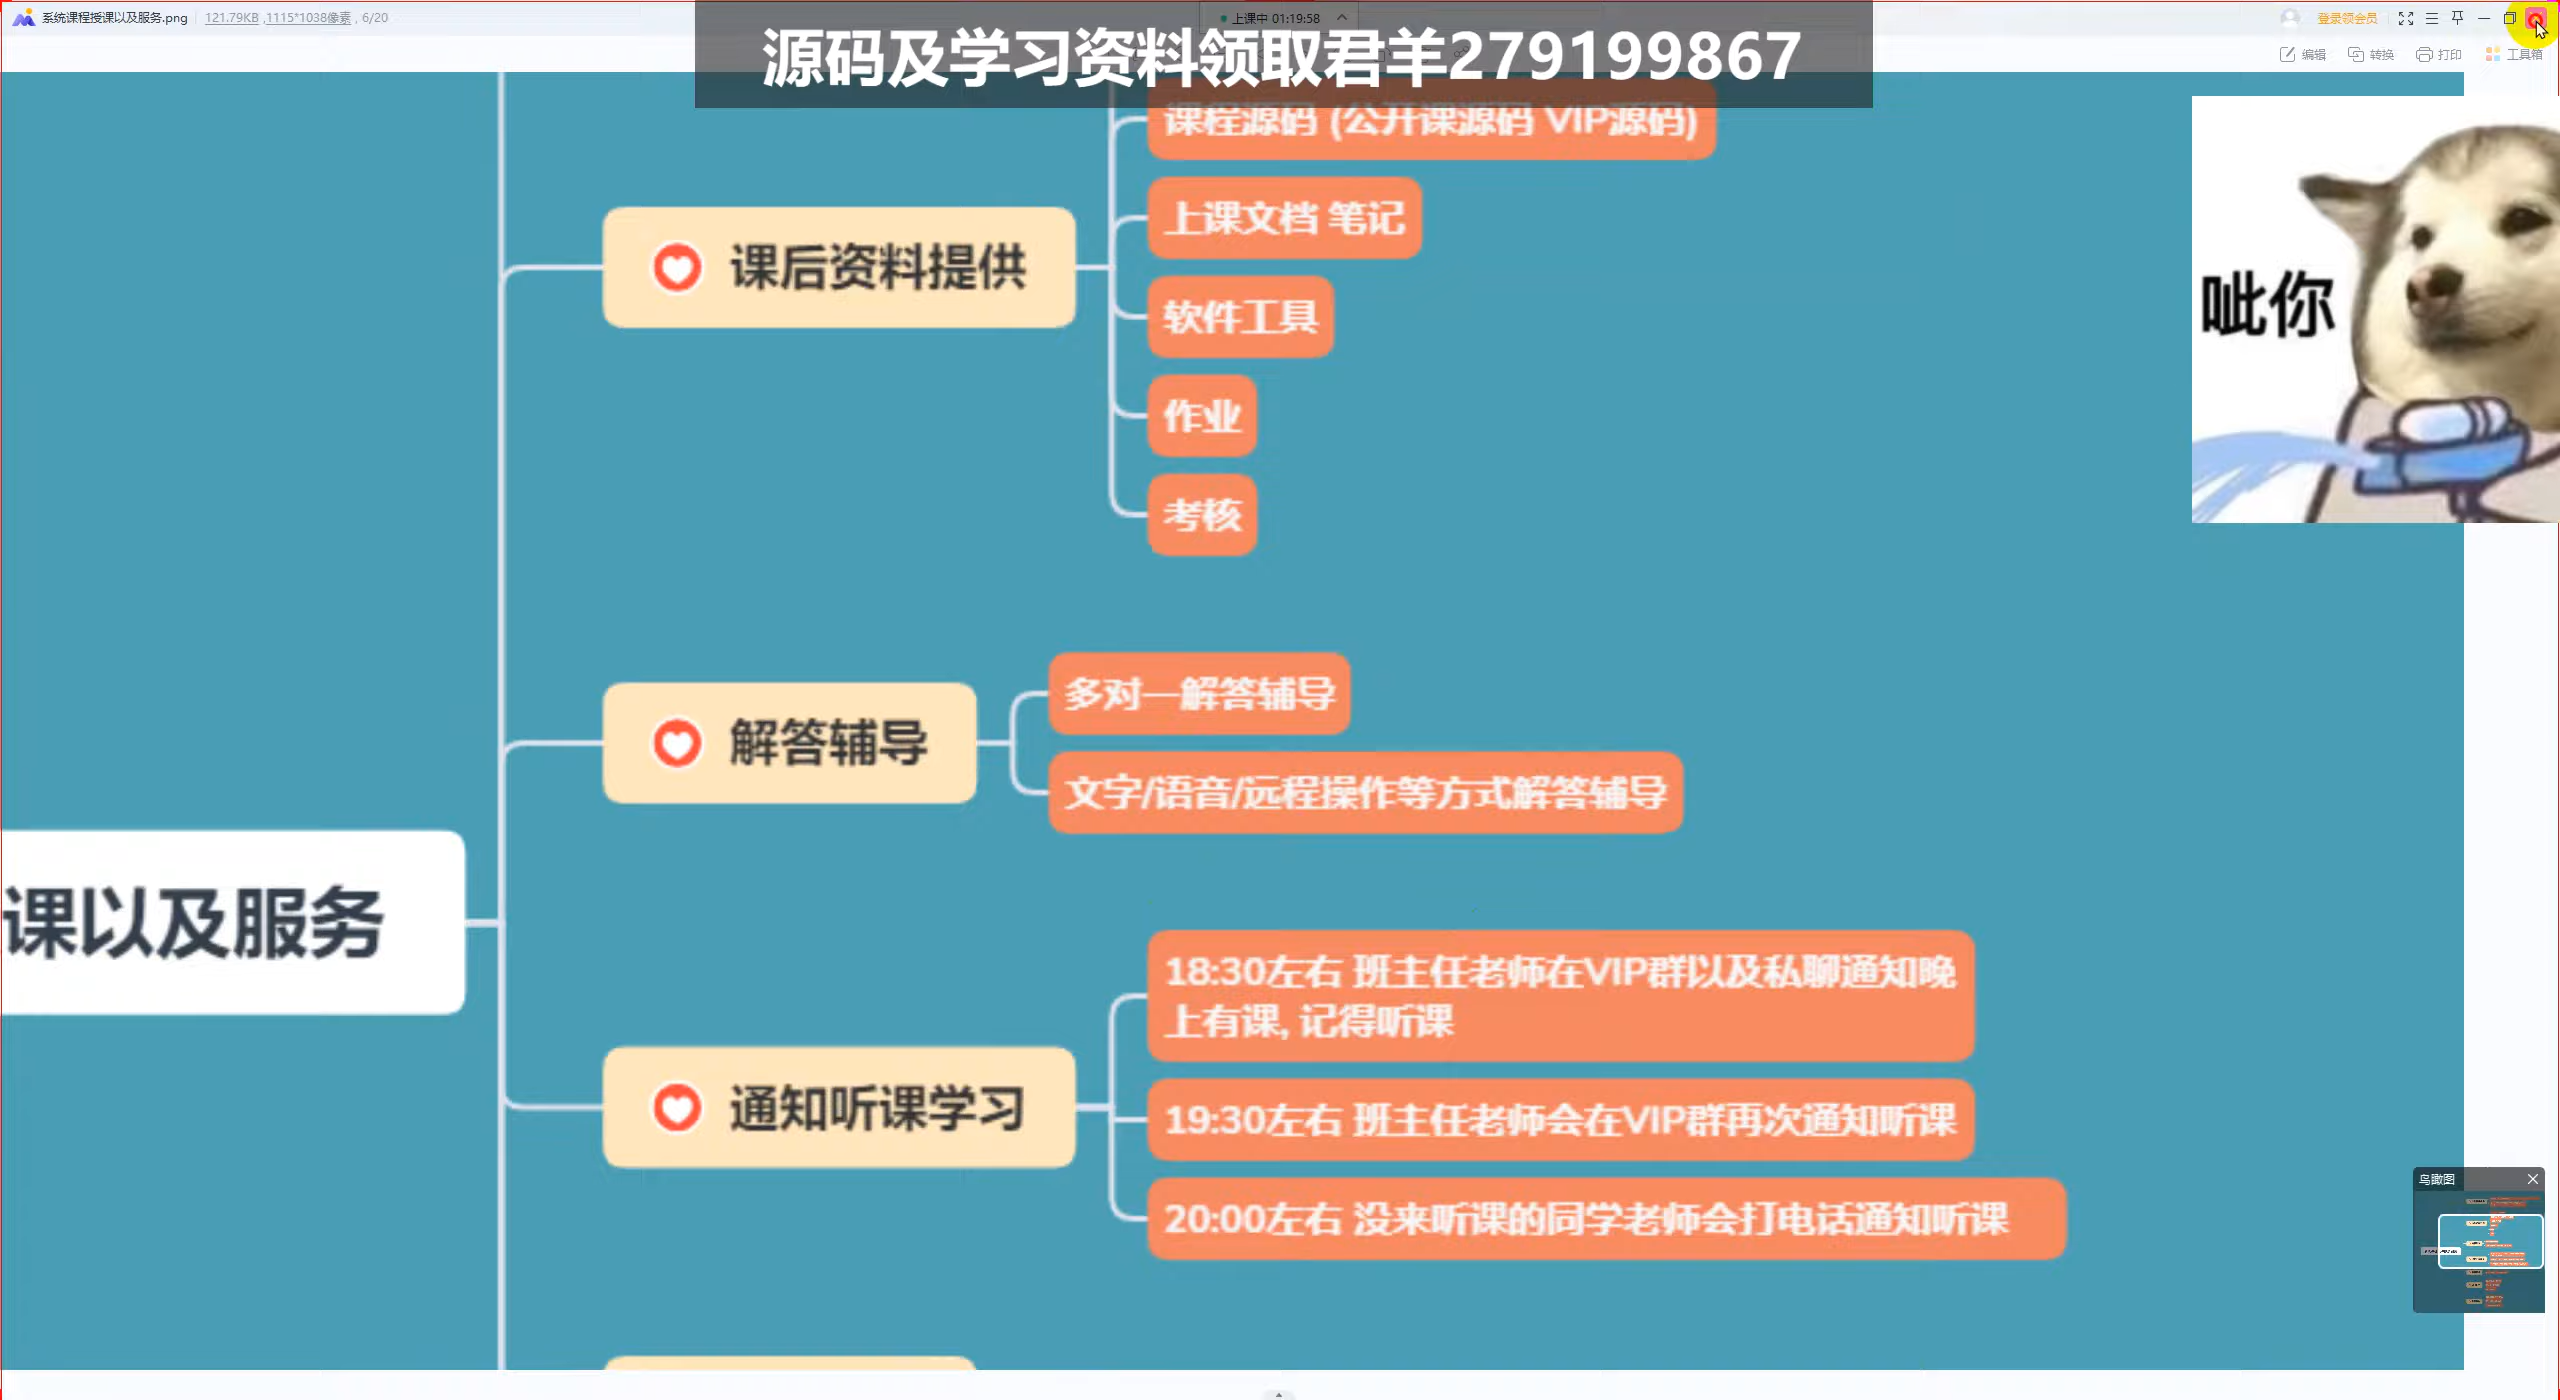 系统课程授课以及服务.png
121.79KB ,1115*1038像素 , 6/20
上课中 01:19:58
登录领会员
源码及学习资料领取君羊279199867
编辑
转换
打印
工具箱
课程源码 (公开课源码 VIP源码)
上课文档 笔记
课后资料提供
软件工具
作业
考核
呲你
多对一解答辅导
解答辅导
文字/语音/远程操作等方式解答辅导
课以及服务
18:30左右 班主任老师在VIP群以及私聊通知晚
上有课, 记得听课
通知听课学习
19:30左右 班主任老师会在VIP群再次通知听课
20:00左右 没来听课的同学老师会打电话通知听课
鸟瞰图